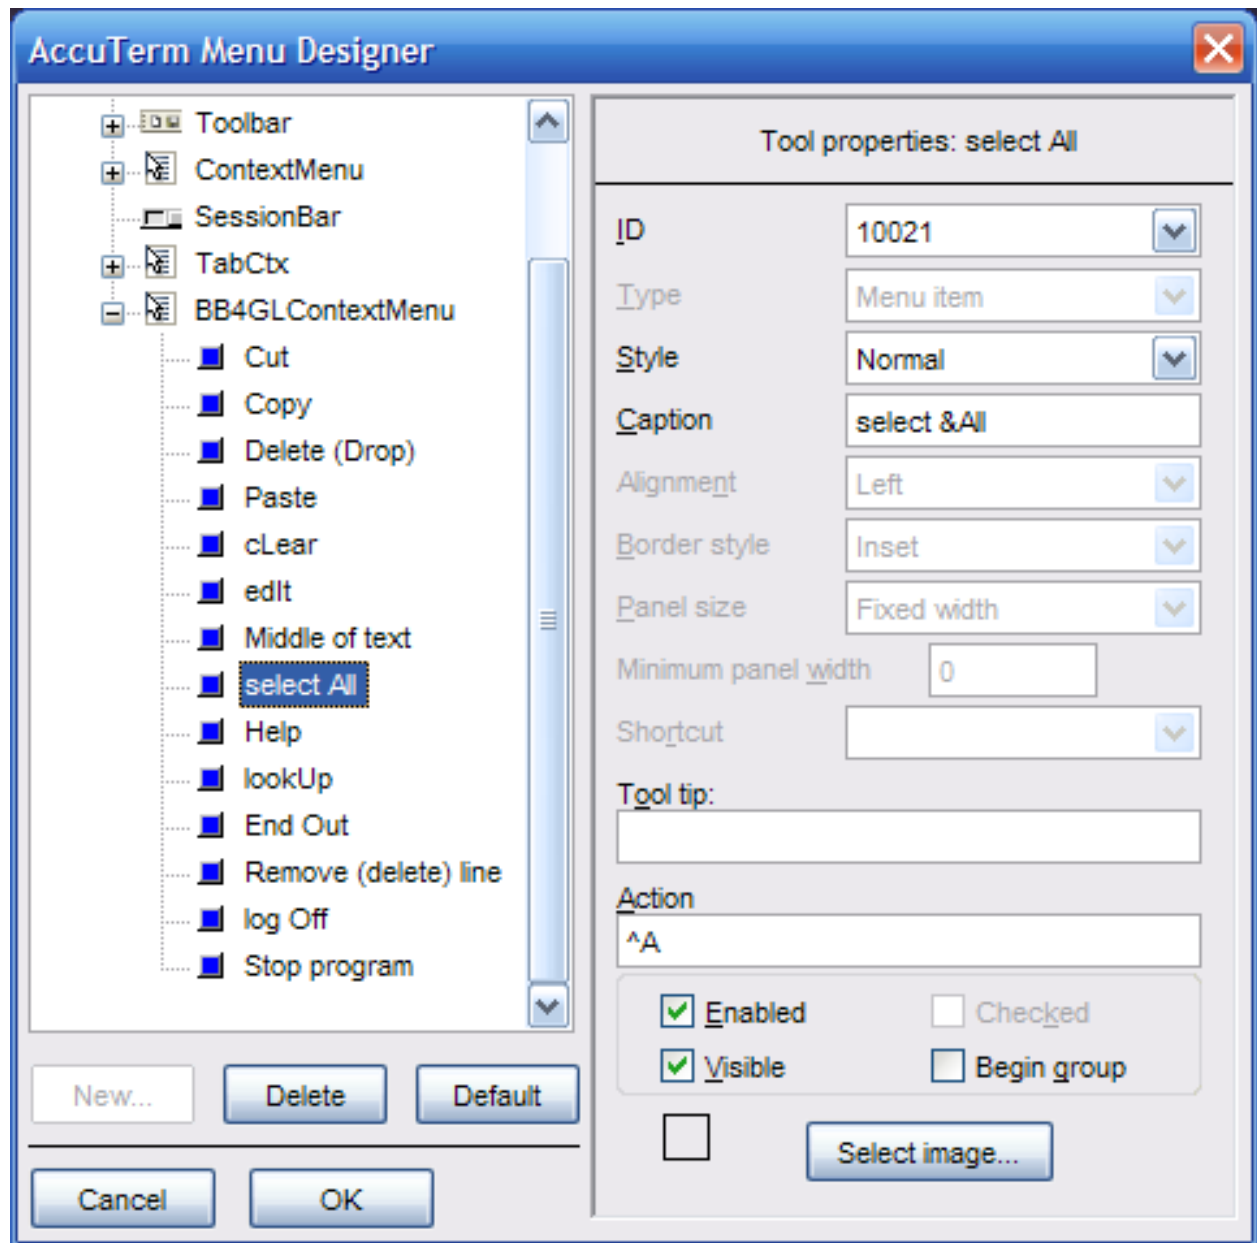 AccuTerm Menu Designer
Toolbar
ContextMenu
SessionBar
TabCtx
BB4GLContextMenu
Cut
Copy
Delete (Drop)
Paste
cLear
edIt
Middle of text
select All
Help
lookUp
End Out
Remove (delete) line
log Off
Stop program
New...
Delete
Default
Cancel
OK
Tool properties: select All
ID
10021
Type
Menu item
Style
Normal
Caption
select &All
Alignment
Left
Border style
Inset
Panel size
Fixed width
Minimum panel width
0
Shortcut
Tool tip:
Action
^A
Enabled
Checked
Visible
Begin group
Select image...